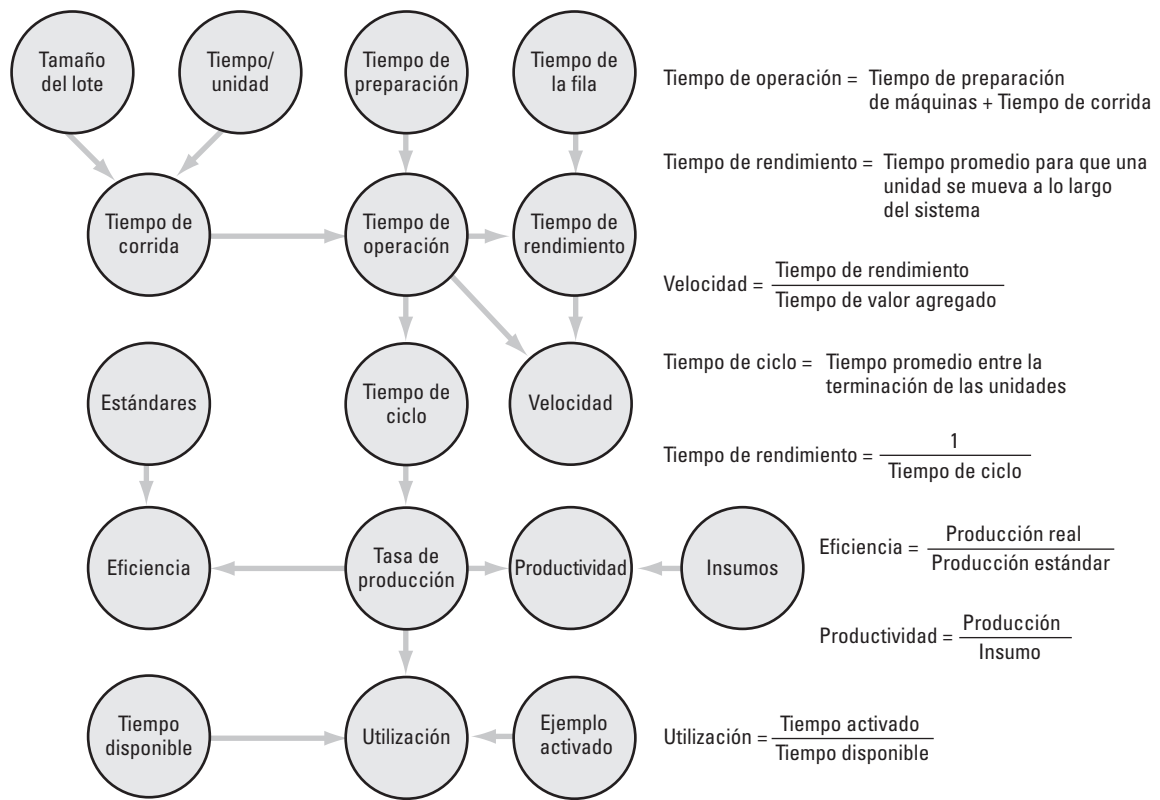 Tamaño
del lote
Tiempo/
unidad
Tiempo de
preparación
Tiempo de
la fila
Tiempo de operación = Tiempo de preparación
de máquinas + Tiempo de corrida
Tiempo de rendimiento = Tiempo promedio para que una
unidad se mueva a lo largo
del sistema
Tiempo de
corrida
Tiempo de
operación
Tiempo de
rendimiento
Velocidad = Tiempo de rendimiento
Tiempo de valor agregado
Estándares
Tiempo de
ciclo
Velocidad
Tiempo de ciclo = Tiempo promedio entre la
terminación de las unidades
Tiempo de rendimiento = 1
Tiempo de ciclo
Eficiencia
Tasa de
producción
Productividad
Insumos
Eficiencia = Producción real
Producción estándar
Productividad = Producción
Insumo
Tiempo
disponible
Utilización
Ejemplo
activado
Utilización = Tiempo activado
Tiempo disponible